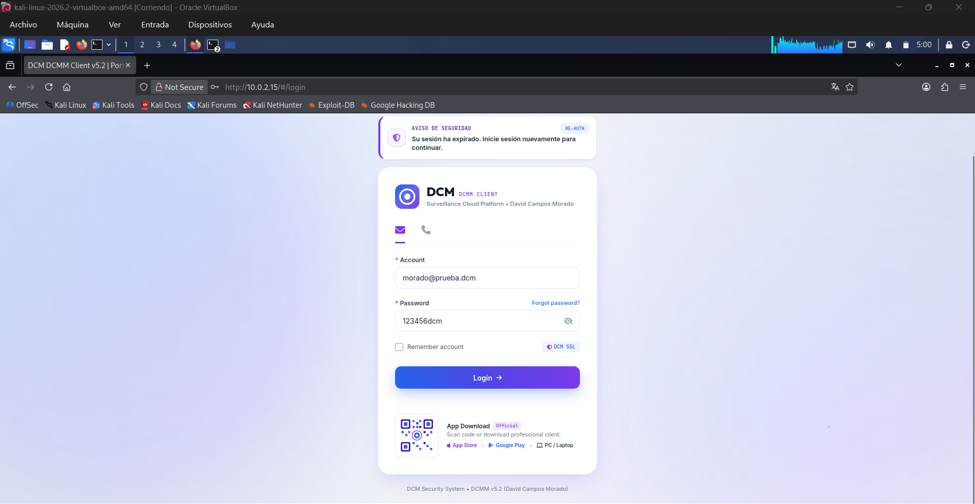 kali-linux-2026.2-virtualbox-amd64 [Corriendo] - Oracle VirtualBox
Archivo Máquina Ver Entrada Dispositivos Ayuda
1 2 3 4 2 5:00
DCM DCMM Client v5.2 | Por
Not Secure http://10.0.2.15/#/login
OffSec Kali Linux Kali Tools Kali Docs Kali Forums Kali NetHunter Exploit-DB Google Hacking DB
AVISO DE SEGURIDAD RE-AUTH
Su sesión ha expirado. Inicie sesión nuevamente para
continuar.
DCM DCMM CLIENT
Surveillance Cloud Platform • David Campos Morado
* Account
morado@prueba.dcm
* Password Forgot password?
123456dcm
Remember account DCM SSL
Login →
App Download Official
Scan code or download professional client:
App Store • Google Play • PC / Laptop
DCM Security System • DCMM v5.2 (David Campos Morado)